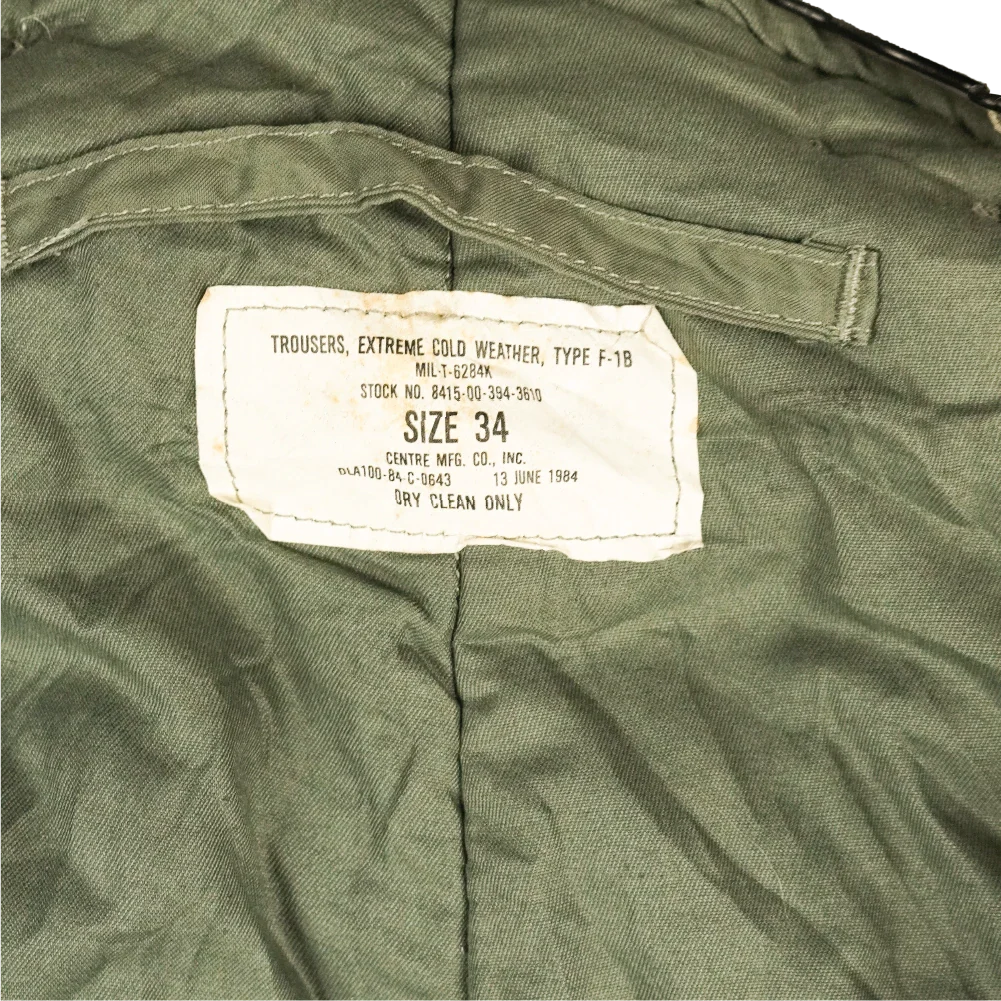 TROUSERS, EXTREME COLD WEATHER, TYPE F-1B
MIL-T-6284K
STOCK NO. 8415-00-394-3610
SIZE 34
CENTRE MFG. CO., INC.
DLA100-84-C-0643 13 JUNE 1984
DRY CLEAN ONLY